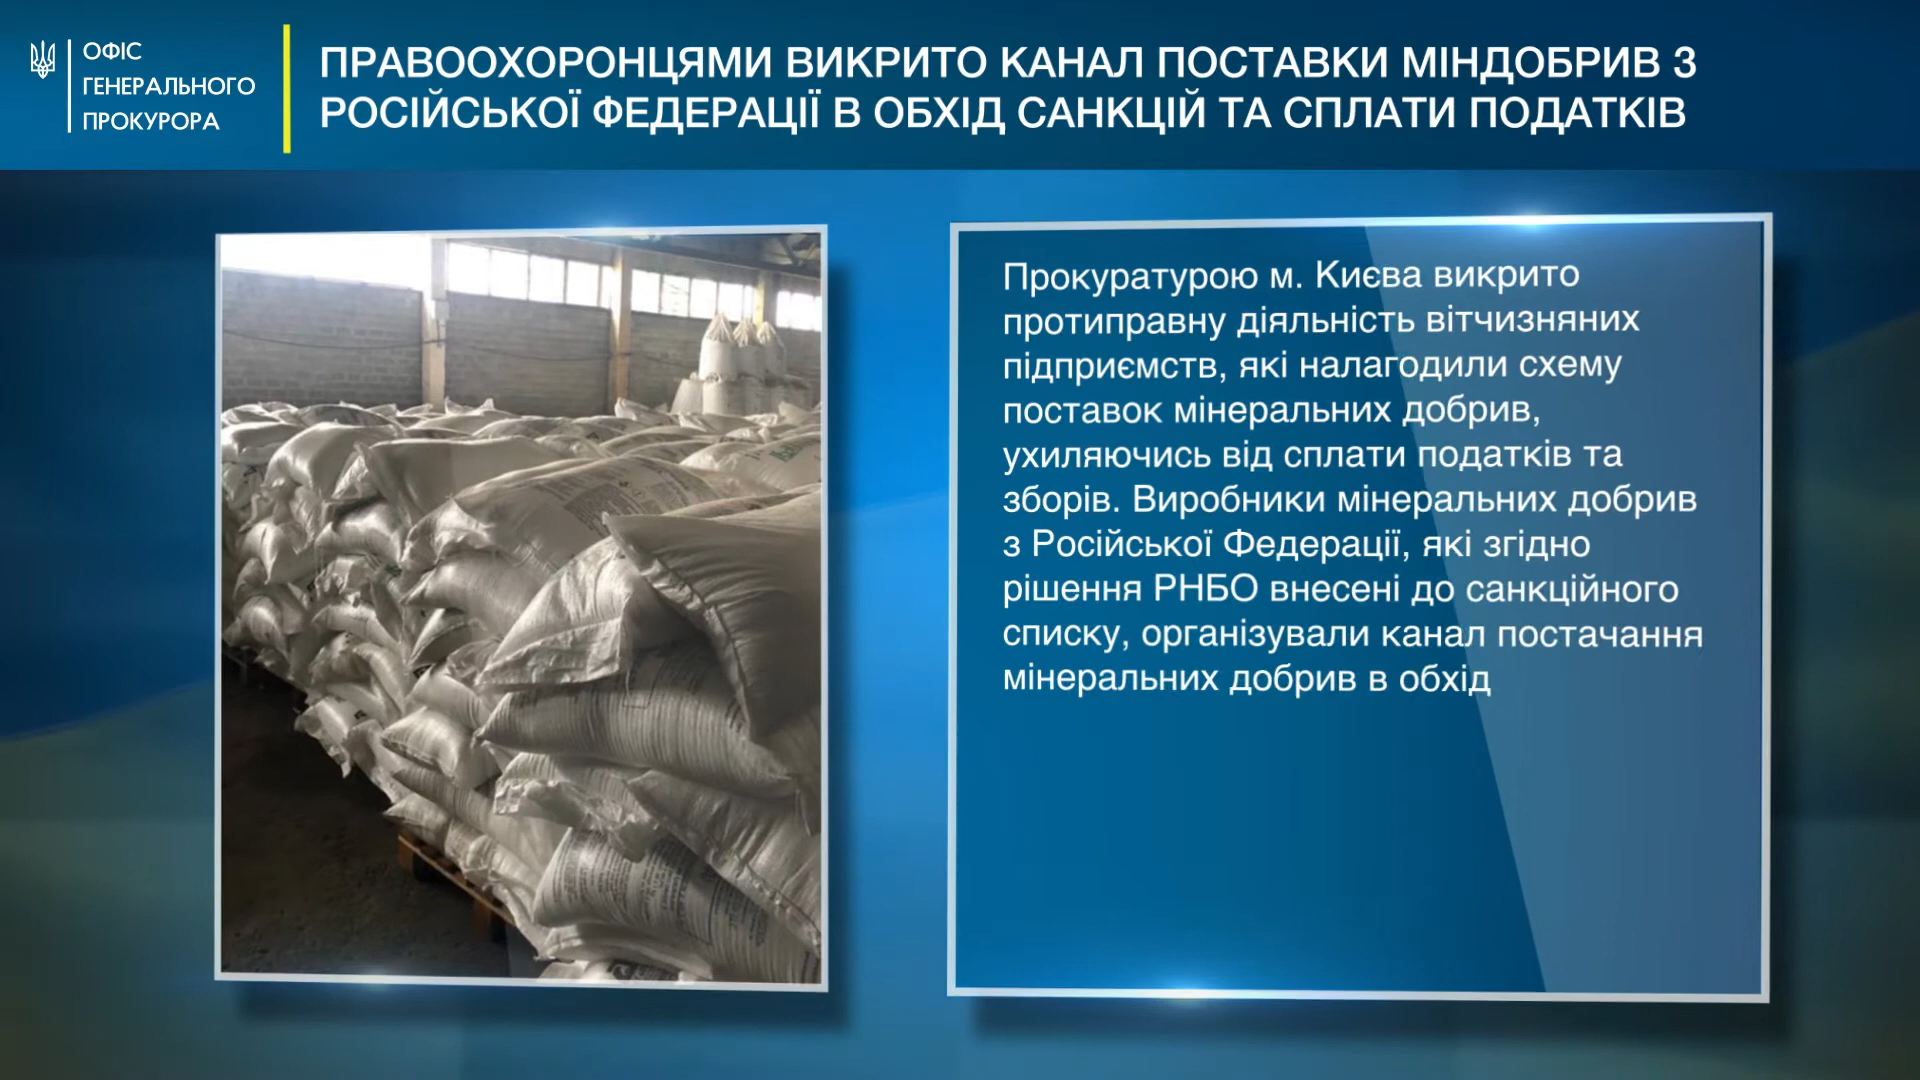 ОФІС
ГЕНЕРАЛЬНОГО
ПРОКУРОРА
ПРАВООХОРОНЦЯМИ ВИКРИТО КАНАЛ ПОСТАВКИ МІНДОБРИВ З
РОСІЙСЬКОЇ ФЕДЕРАЦІЇ В ОБХІД САНКЦІЙ ТА СПЛАТИ ПОДАТКІВ
Прокуратурою м. Києва викрито
протиправну діяльність вітчизняних
підприємств, які налагодили схему
поставок мінеральних добрив,
ухиляючись від сплати податків та
зборів. Виробники мінеральних добрив
з Російської Федерації, які згідно
рішення РНБО внесені до санкційного
списку, організували канал постачання
мінеральних добрив в обхід